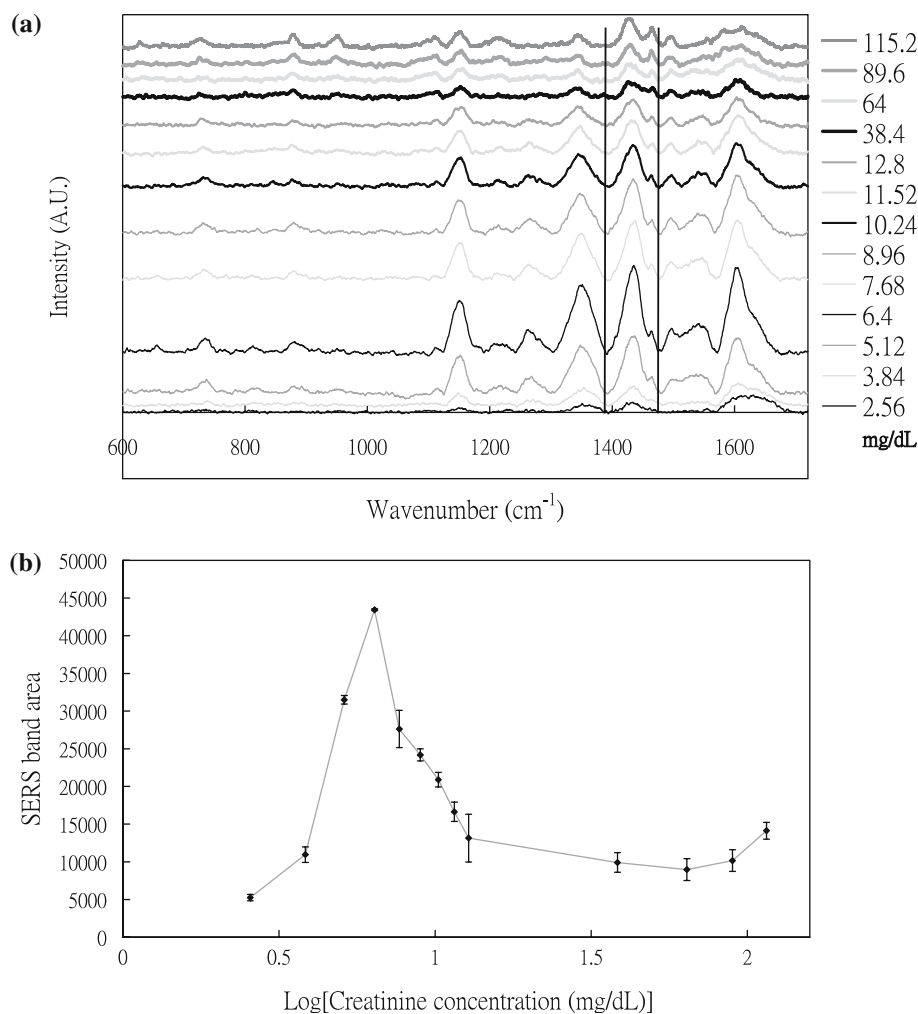 (a)
Intensity (A.U.)
115.2
89.6
64
38.4
12.8
11.52
10.24
8.96
7.68
6.4
5.12
3.84
2.56
mg/dL
600 800 1000 1200 1400 1600
Wavenumber (cm⁻¹)
(b)
SERS band area
50000
45000
40000
35000
30000
25000
20000
15000
10000
5000
0
0 0.5 1 1.5 2
Log[Creatinine concentration (mg/dL)]